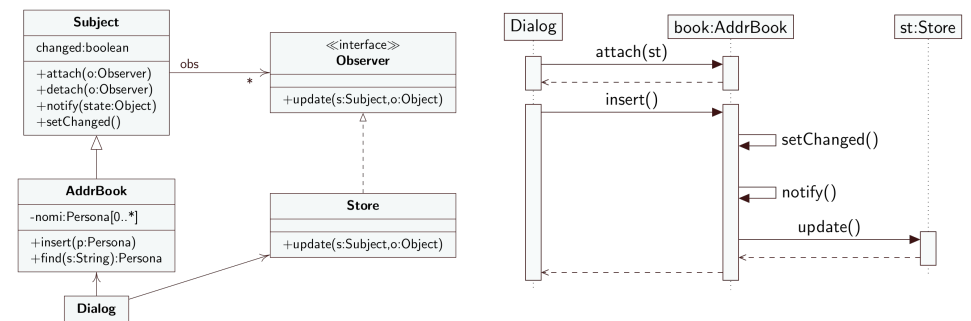 Subject
changed:boolean
+attach(o:Observer)
+detach(o:Observer)
+notify(state:Object)
+setChanged()
obs
*
≪interface≫
Observer
+update(s:Subject,o:Object)
AddrBook
-nomi:Persona[0..*]
+insert(p:Persona)
+find(s:String):Persona
Store
+update(s:Subject,o:Object)
Dialog
Dialog
book:AddrBook
st:Store
attach(st)
insert()
setChanged()
notify()
update()